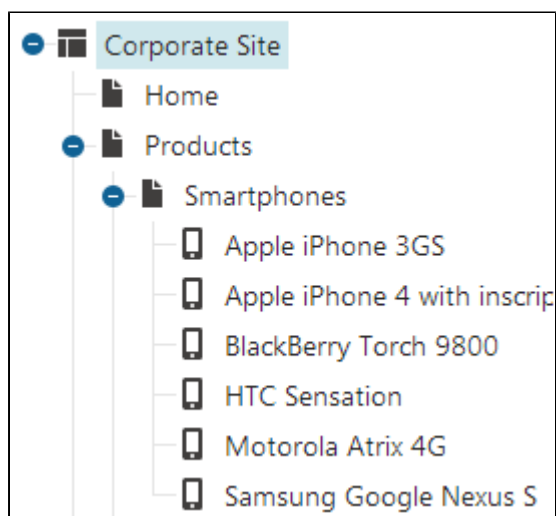 Corporate Site
Home
Products
Smartphones
Apple iPhone 3GS
Apple iPhone 4 with
BlackBerry Torch 9800
HTC Sensation
Motorola Atrix 4G
Samsung Google Nexus S